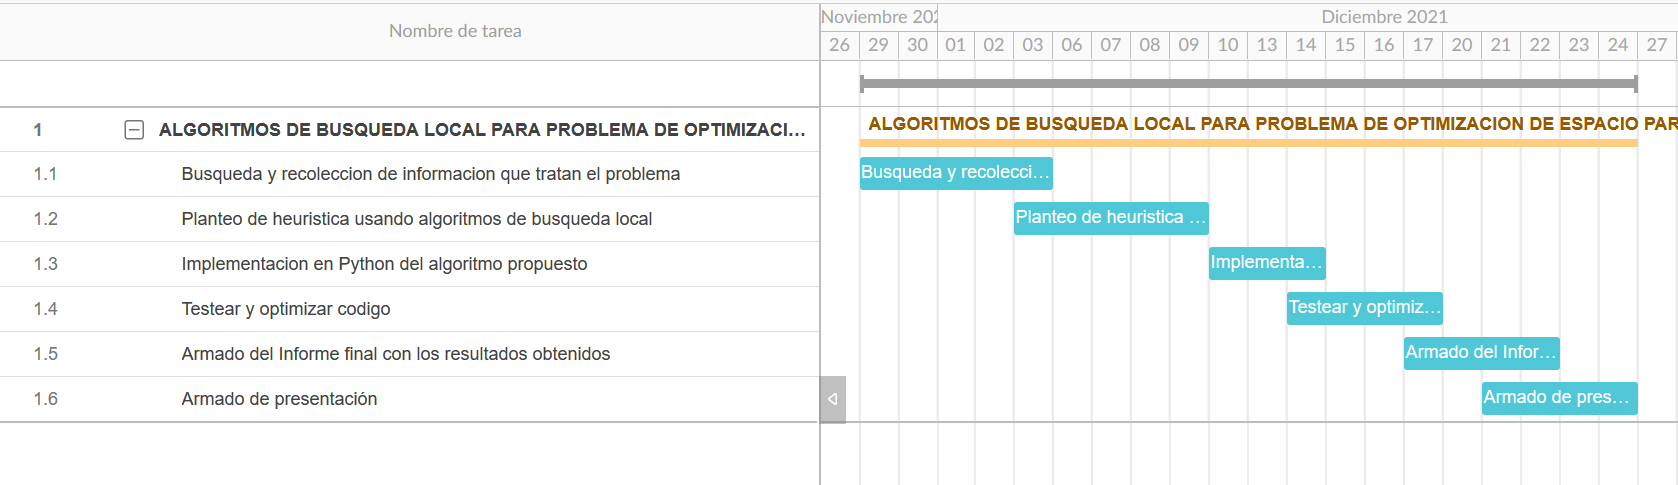 Nombre de tarea
Noviembre 202
Diciembre 2021
26 29 30 01 02 03 06 07 08 09 10 13 14 15 16 17 20 21 22 23 24 27
1 ALGORITMOS DE BUSQUEDA LOCAL PARA PROBLEMA DE OPTIMIZACI...
ALGORITMOS DE BUSQUEDA LOCAL PARA PROBLEMA DE OPTIMIZACION DE ESPACIO PAR
1.1 Busqueda y recoleccion de informacion que tratan el problema
Busqueda y recolecci...
1.2 Planteo de heuristica usando algoritmos de busqueda local
Planteo de heuristica ...
1.3 Implementacion en Python del algoritmo propuesto
Implementa...
1.4 Testear y optimizar codigo
Testear y optimiz...
1.5 Armado del Informe final con los resultados obtenidos
Armado del Infor...
1.6 Armado de presentación
Armado de pres...